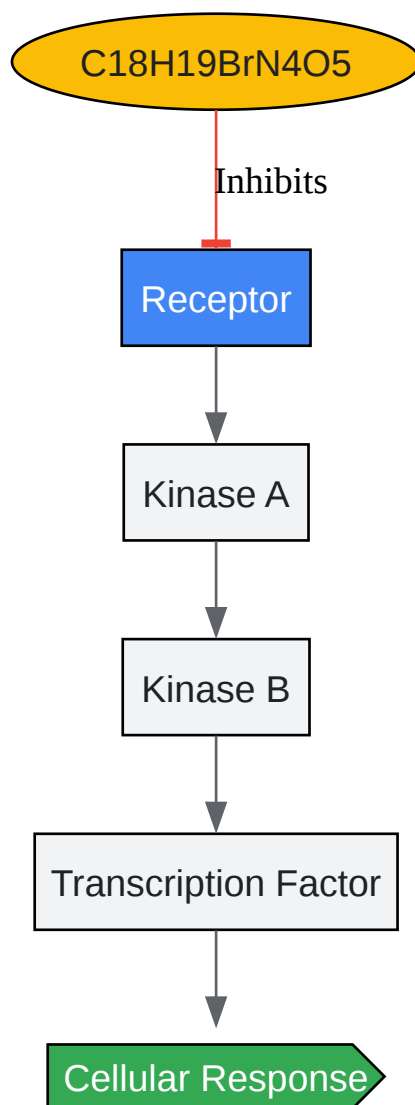 C18H19BrN4O5
Inhibits
Receptor
Kinase A
Kinase B
Transcription Factor
Cellular Response